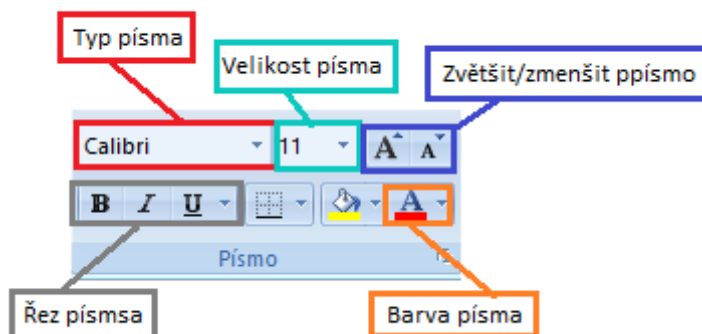 Typ písma
Velikost písma
Zvětšit/zmenšit ppísmo
Calibri 11 A A
B I U A
Písmo
Řez písmsa
Barva písma